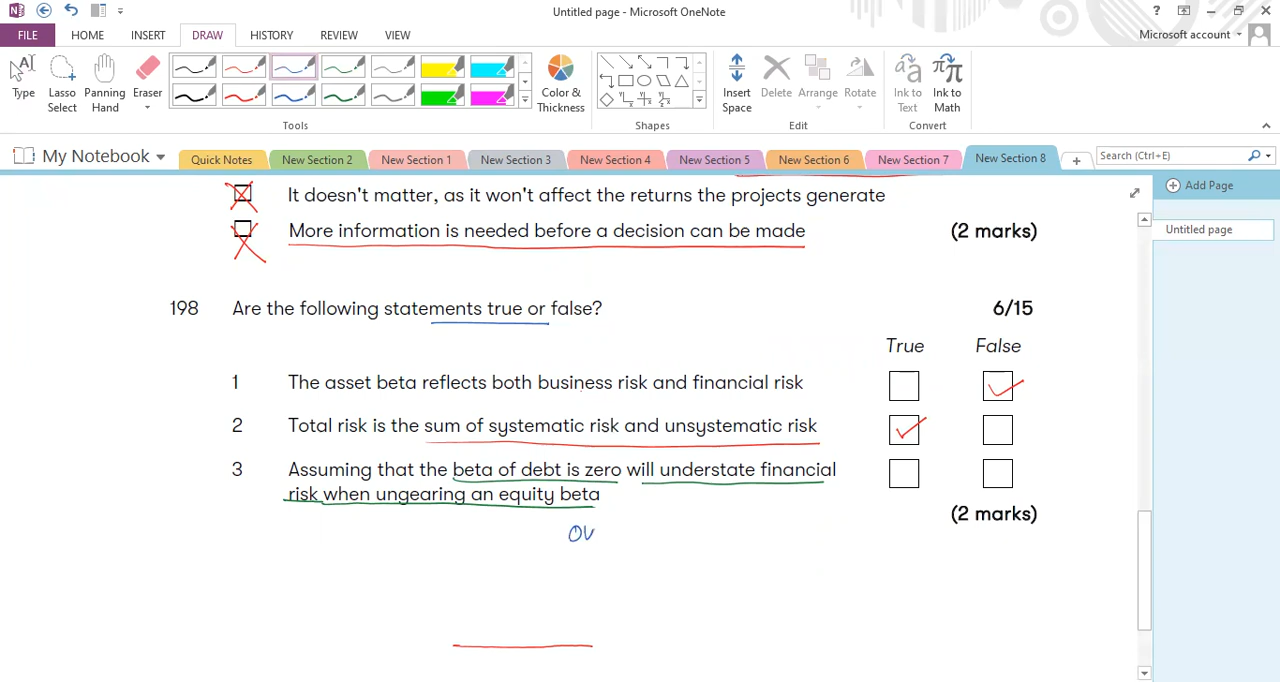 Untitled page - Microsoft OneNote
?
FILE HOME INSERT DRAW HISTORY REVIEW VIEW
Microsoft account
Type
Lasso Select
Panning Hand
Eraser
Color & Thickness
Insert Space
Delete
Arrange
Rotate
Ink to Text
Ink to Math
Tools
Shapes
Edit
Convert
My Notebook
Quick Notes New Section 2 New Section 1 New Section 3 New Section 4 New Section 5 New Section 6 New Section 7 New Section 8 +
Search (Ctrl+E)
Add Page
Untitled page
It doesn't matter, as it won't affect the returns the projects generate
More information is needed before a decision can be made (2 marks)
198 Are the following statements true or false? 6/15
True False
1 The asset beta reflects both business risk and financial risk
2 Total risk is the sum of systematic risk and unsystematic risk
3 Assuming that the beta of debt is zero will understate financial
risk when ungearing an equity beta
(2 marks)
ov